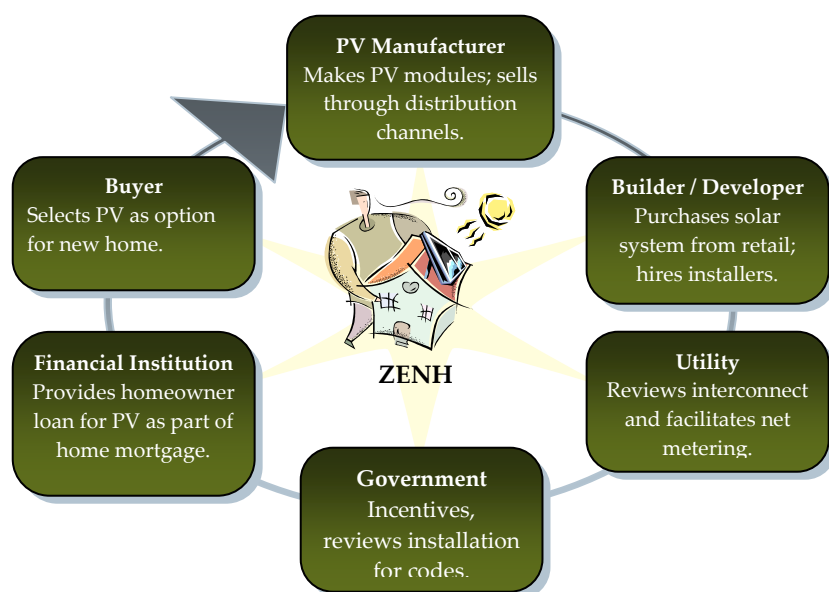 PV Manufacturer
Makes PV modules; sells
through distribution
channels.
Buyer
Selects PV as option
for new home.
Builder / Developer
Purchases solar
system from retail;
hires installers.
Financial Institution
Provides homeowner
loan for PV as part of
home mortgage.
ZENH
Utility
Reviews interconnect
and facilitates net
metering.
Government
Incentives,
reviews installation
for codes.